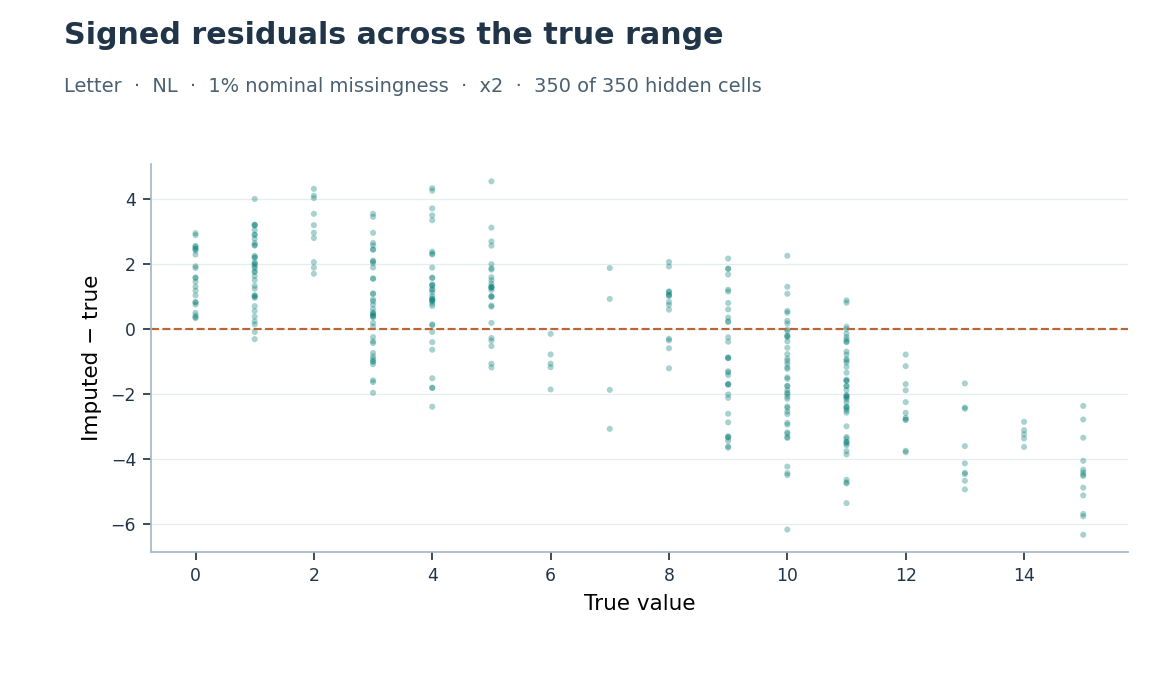 Signed residuals across the true range
Letter · NL · 1% nominal missingness · x2 · 350 of 350 hidden cells
Imputed − true
4
2
0
−2
−4
−6
0 2 4 6 8 10 12 14
True value